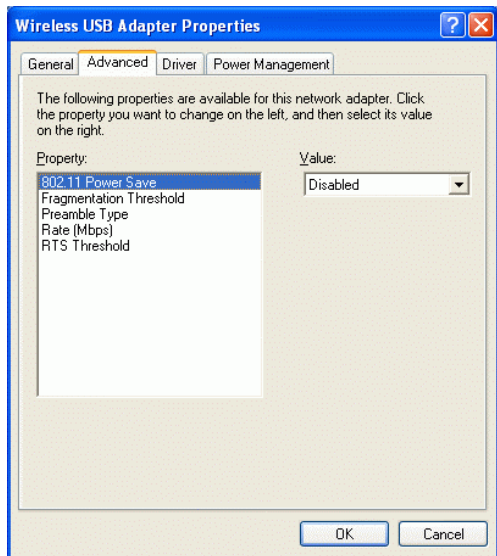 Wireless USB Adapter Properties
General Advanced Driver Power Management
The following properties are available for this network adapter. Click
the property you want to change on the left, and then select its value
on the right.
Property: Value:
802.11 Power Save Disabled
Fragmentation Threshold
Preamble Type
Rate (Mbps)
RTS Threshold
OK Cancel